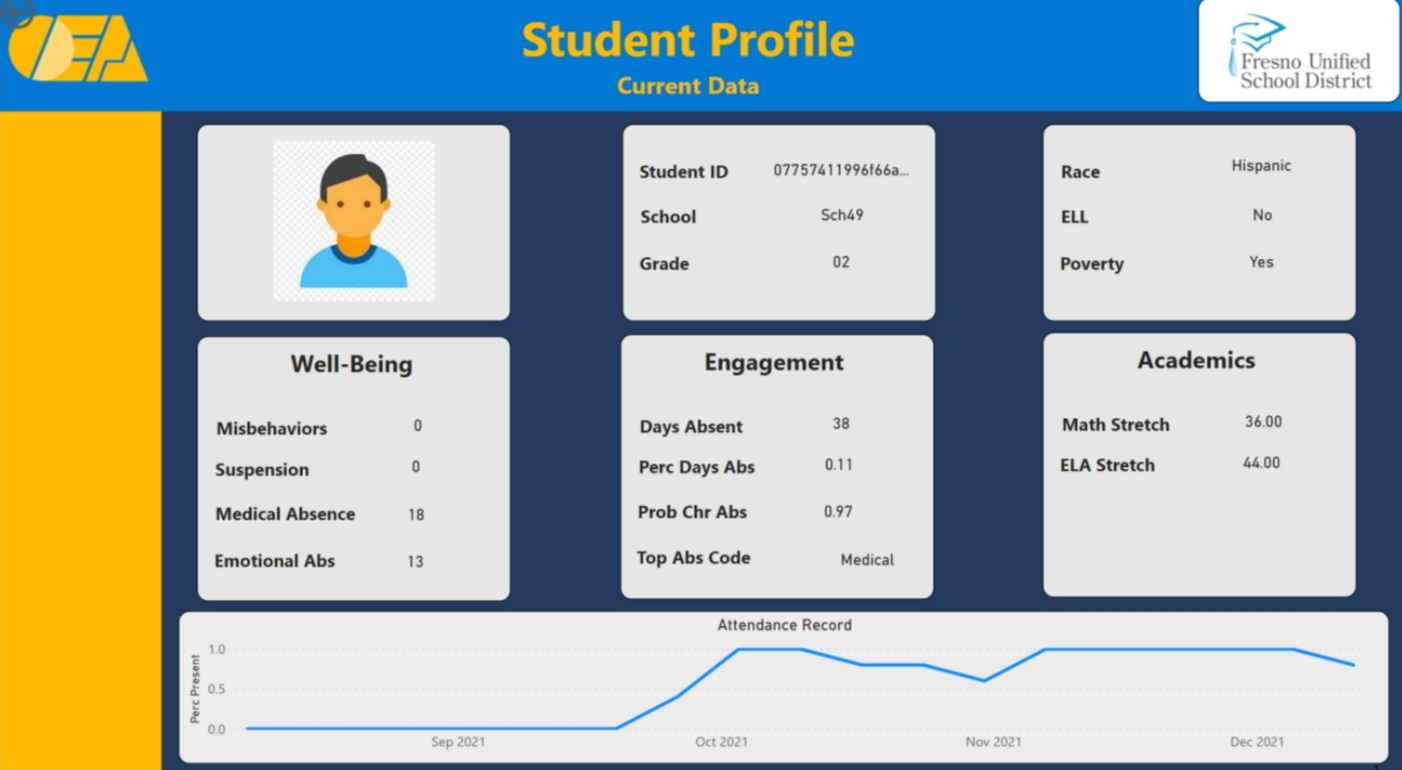 OEA
Student Profile
Current Data
Fresno Unified
School District
Student ID 07757411996f66a...
School Sch49
Grade 02
Race Hispanic
ELL No
Poverty Yes
Well-Being
Misbehaviors 0
Suspension 0
Medical Absence 18
Emotional Abs 13
Engagement
Days Absent 38
Perc Days Abs 0.11
Prob Chr Abs 0.97
Top Abs Code Medical
Academics
Math Stretch 36.00
ELA Stretch 44.00
Attendance Record
Perc Present
1.0
0.5
0.0
Sep 2021 Oct 2021 Nov 2021 Dec 2021